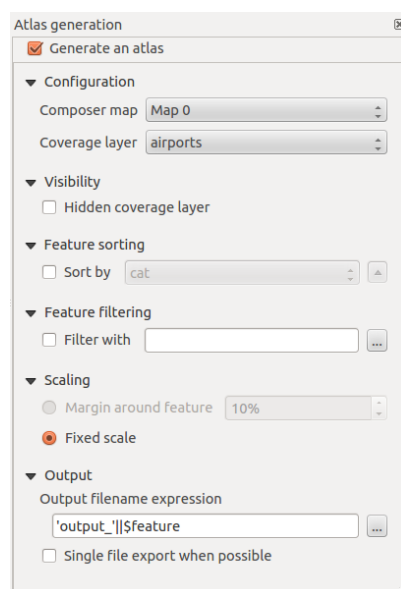 Atlas generation
Generate an atlas
Configuration
Composer map Map 0
Coverage layer airports
Visibility
Hidden coverage layer
Feature sorting
Sort by cat
Feature filtering
Filter with ...
Scaling
Margin around feature 10%
Fixed scale
Output
Output filename expression
'output_'||$feature ...
Single file export when possible